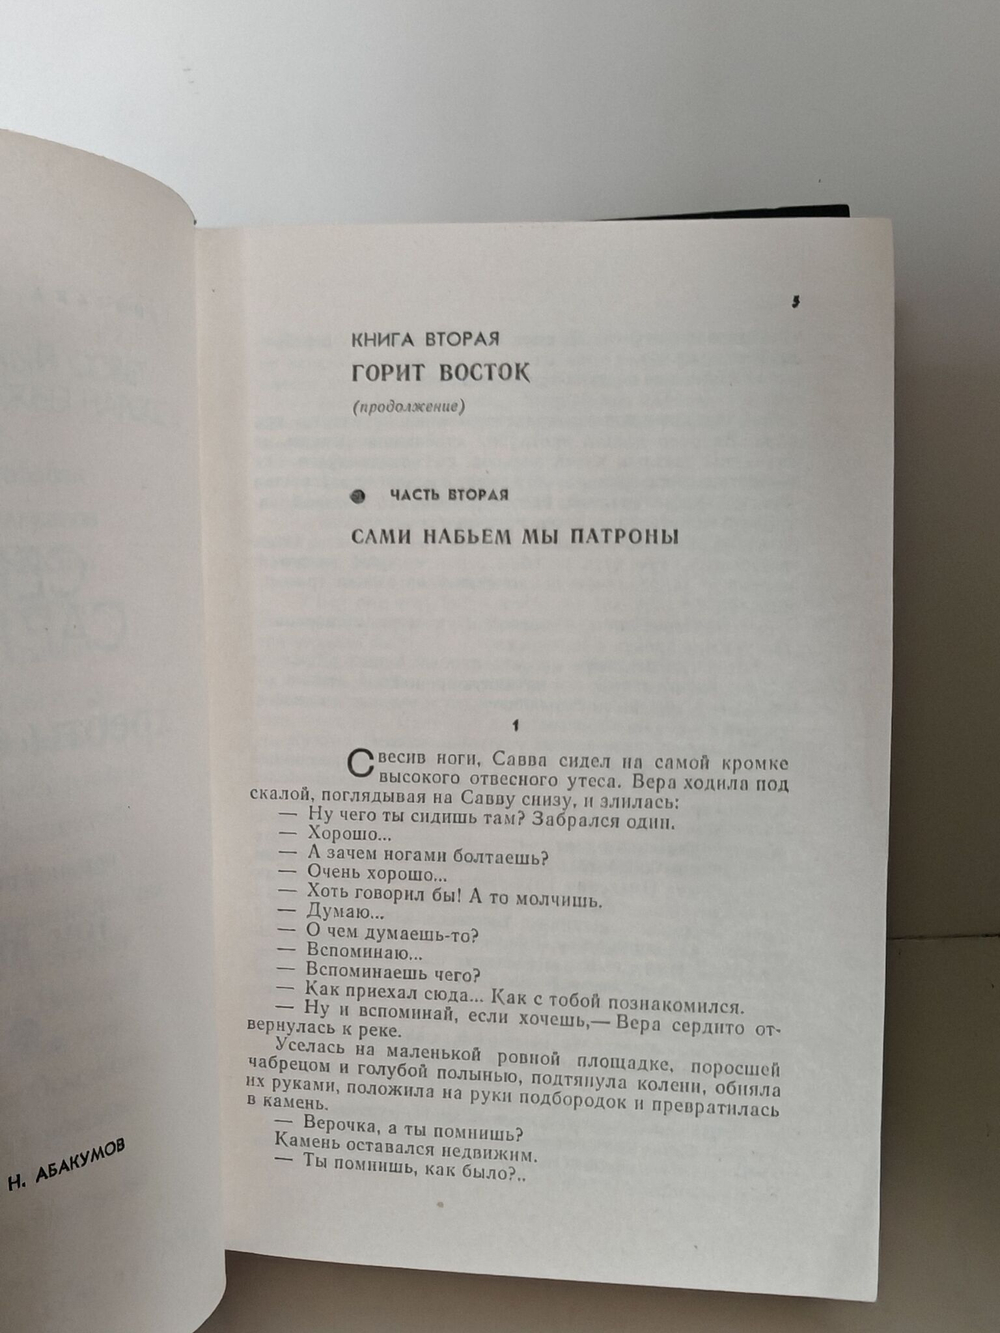 5
КНИГА ВТОРАЯ
ГОРИТ ВОСТОК
(продолжение)
ЧАСТЬ ВТОРАЯ
САМИ НАБЬЕМ МЫ ПАТРОНЫ
1
Свесив ноги, Савва сидел на самой кромке
высокого отвесного утеса. Вера ходила под
скалой, поглядывая на Савву снизу, и злилась:
— Ну чего ты сидишь там? Забрался один.
— Хорошо...
— А зачем ногами болтаешь?
— Очень хорошо...
— Хоть говорил бы! А то молчишь.
— Думаю...
— О чем думаешь-то?
— Вспоминаю...
— Вспоминаешь чего?
— Как приехал сюда... Как с тобой познакомился.
— Ну и вспоминай, если хочешь,— Вера сердито от-
вернулась к реке.
Уселась на маленькой ровной площадке, поросшей
чабрецом и голубой полынью, подтянула колени, обняла
их руками, положила на руки подбородок и превратилась
в камень.
— Верочка, а ты помнишь?
Камень оставался недвижим.
— Ты помнишь, как было?..
Н. АБАКУМОВ